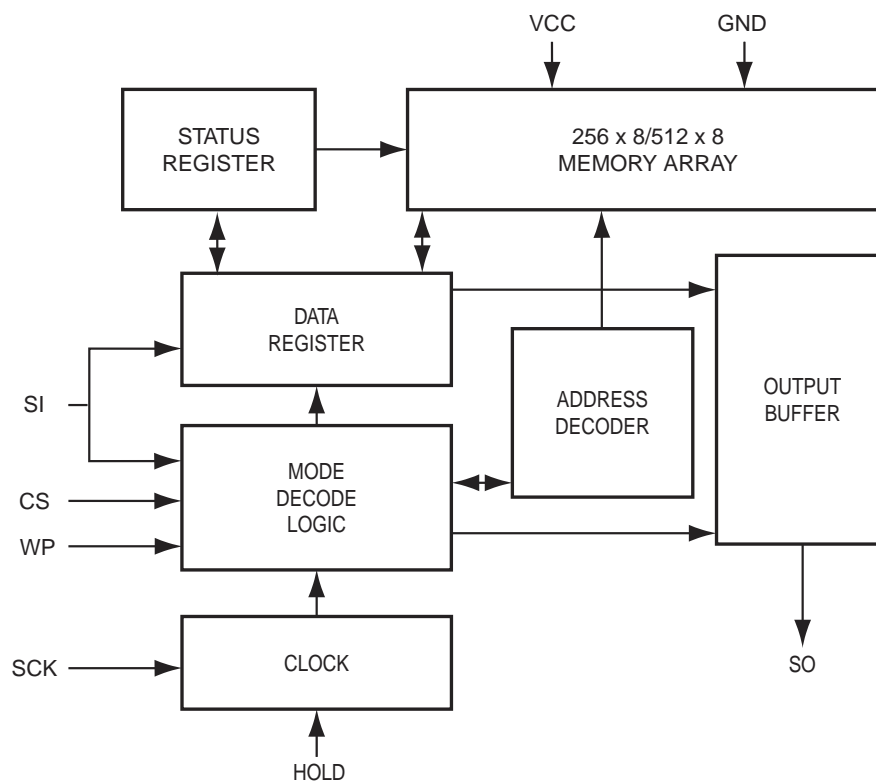 VCC
GND
STATUS
REGISTER
256 x 8/512 x 8
MEMORY ARRAY
DATA
REGISTER
SI
ADDRESS
DECODER
OUTPUT
BUFFER
MODE
DECODE
LOGIC
CS
WP
SCK
CLOCK
SO
HOLD